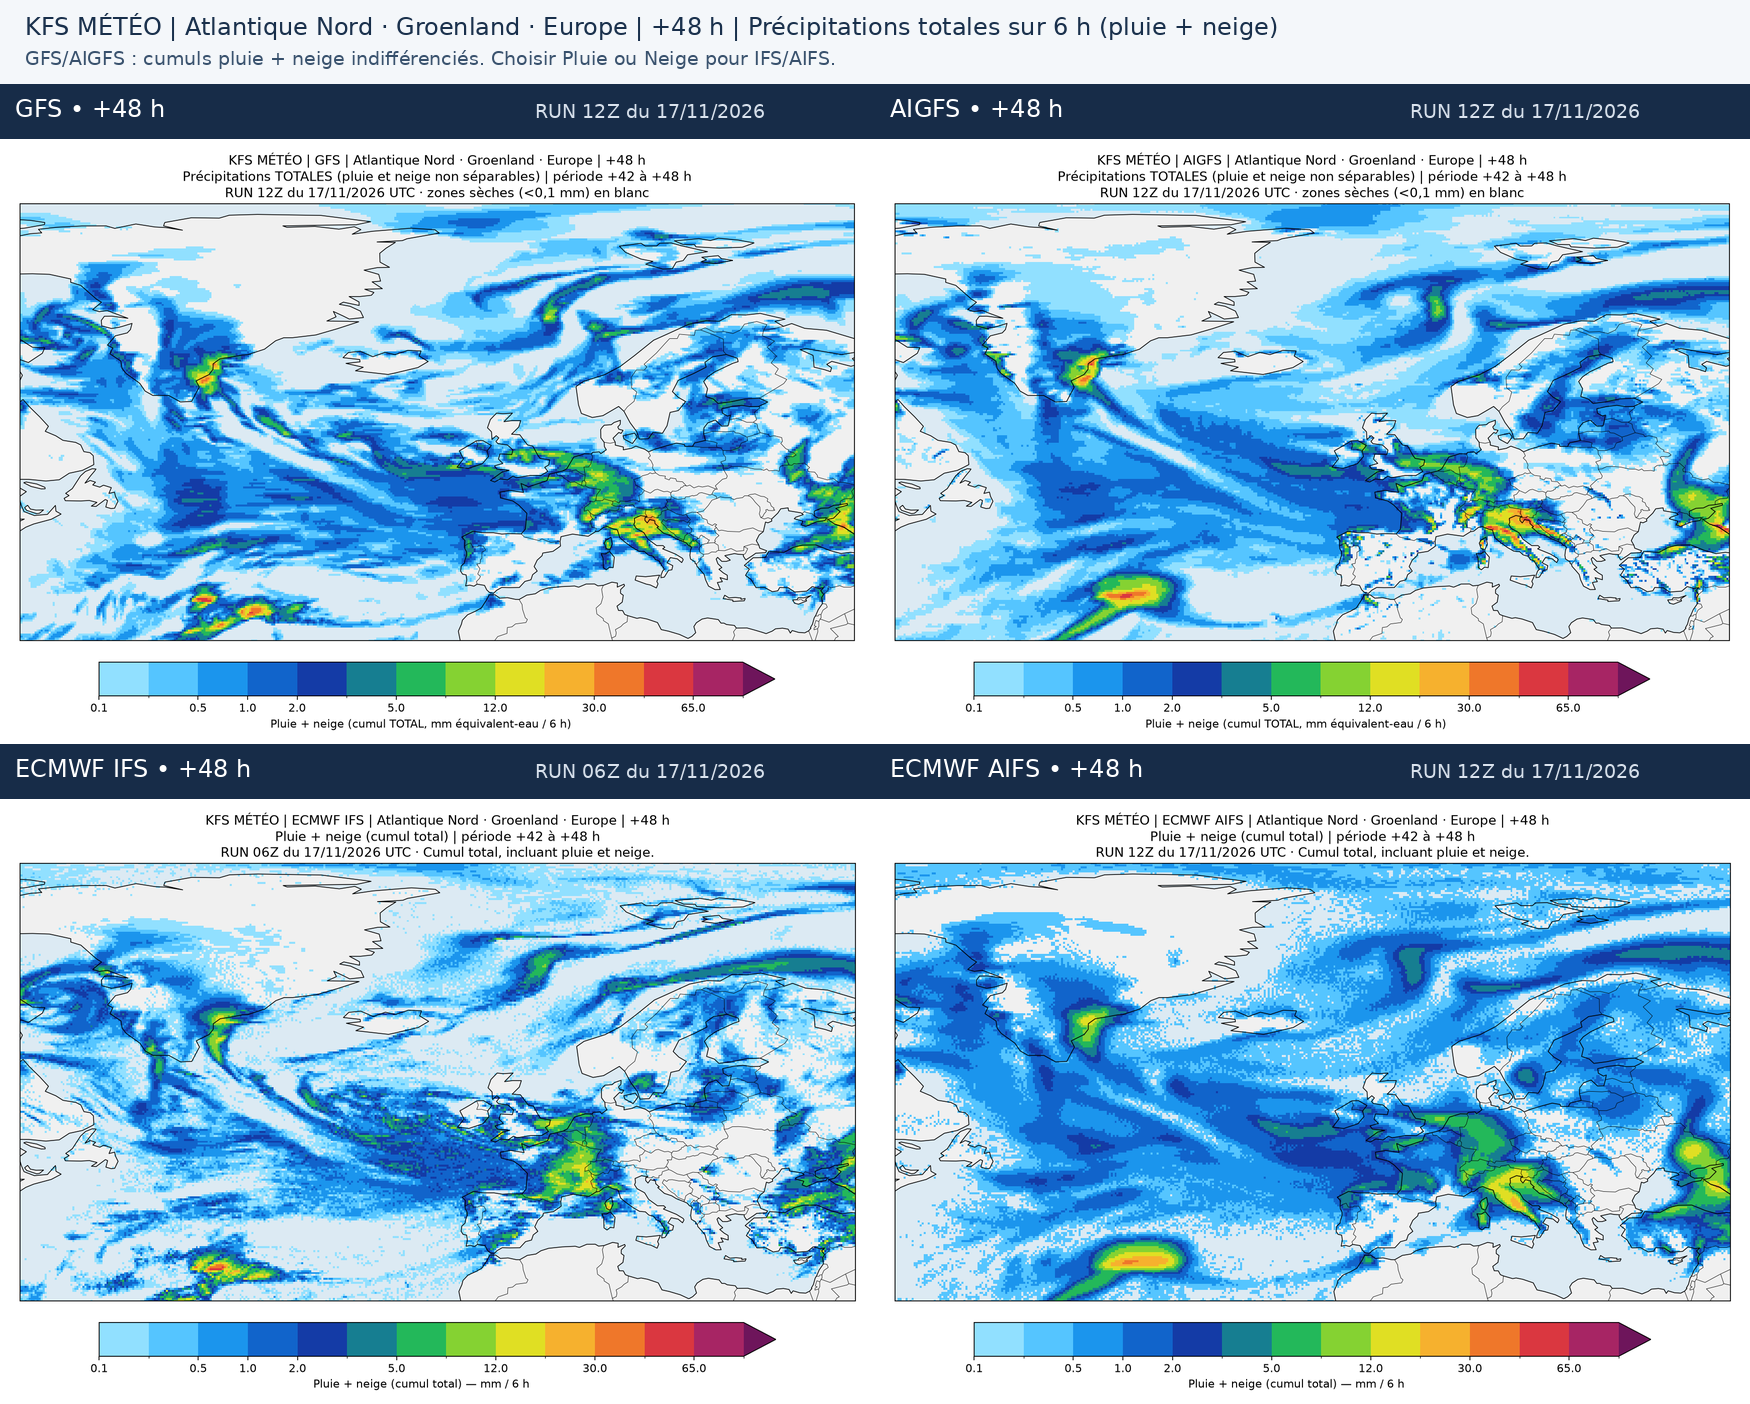 KFS MÉTÉO | Atlantique Nord · Groenland · Europe | +48 h | Précipitations totales sur 6 h (pluie + neige)
GFS/AIGFS : cumuls pluie + neige indifférenciés. Choisir Pluie ou Neige pour IFS/AIFS.
GFS • +48 h
RUN 12Z du 17/11/2026
AIGFS • +48 h
RUN 12Z du 17/11/2026
KFS MÉTÉO | GFS | Atlantique Nord · Groenland · Europe | +48 h
Précipitations TOTALES (pluie et neige non séparables) | période +42 à +48 h
RUN 12Z du 17/11/2026 UTC · zones sèches (<0,1 mm) en blanc
KFS MÉTÉO | AIGFS | Atlantique Nord · Groenland · Europe | +48 h
Précipitations TOTALES (pluie et neige non séparables) | période +42 à +48 h
RUN 12Z du 17/11/2026 UTC · zones sèches (<0,1 mm) en blanc
0.1 0.5 1.0 2.0 5.0 12.0 30.0 65.0
Pluie + neige (cumul TOTAL, mm équivalent-eau / 6 h)
0.1 0.5 1.0 2.0 5.0 12.0 30.0 65.0
Pluie + neige (cumul TOTAL, mm équivalent-eau / 6 h)
ECMWF IFS • +48 h
RUN 06Z du 17/11/2026
ECMWF AIFS • +48 h
RUN 12Z du 17/11/2026
KFS MÉTÉO | ECMWF IFS | Atlantique Nord · Groenland · Europe | +48 h
Pluie + neige (cumul total) | période +42 à +48 h
RUN 06Z du 17/11/2026 UTC · Cumul total, incluant pluie et neige.
KFS MÉTÉO | ECMWF AIFS | Atlantique Nord · Groenland · Europe | +48 h
Pluie + neige (cumul total) | période +42 à +48 h
RUN 12Z du 17/11/2026 UTC · Cumul total, incluant pluie et neige.
0.1 0.5 1.0 2.0 5.0 12.0 30.0 65.0
Pluie + neige (cumul total) — mm / 6 h
0.1 0.5 1.0 2.0 5.0 12.0 30.0 65.0
Pluie + neige (cumul total) — mm / 6 h